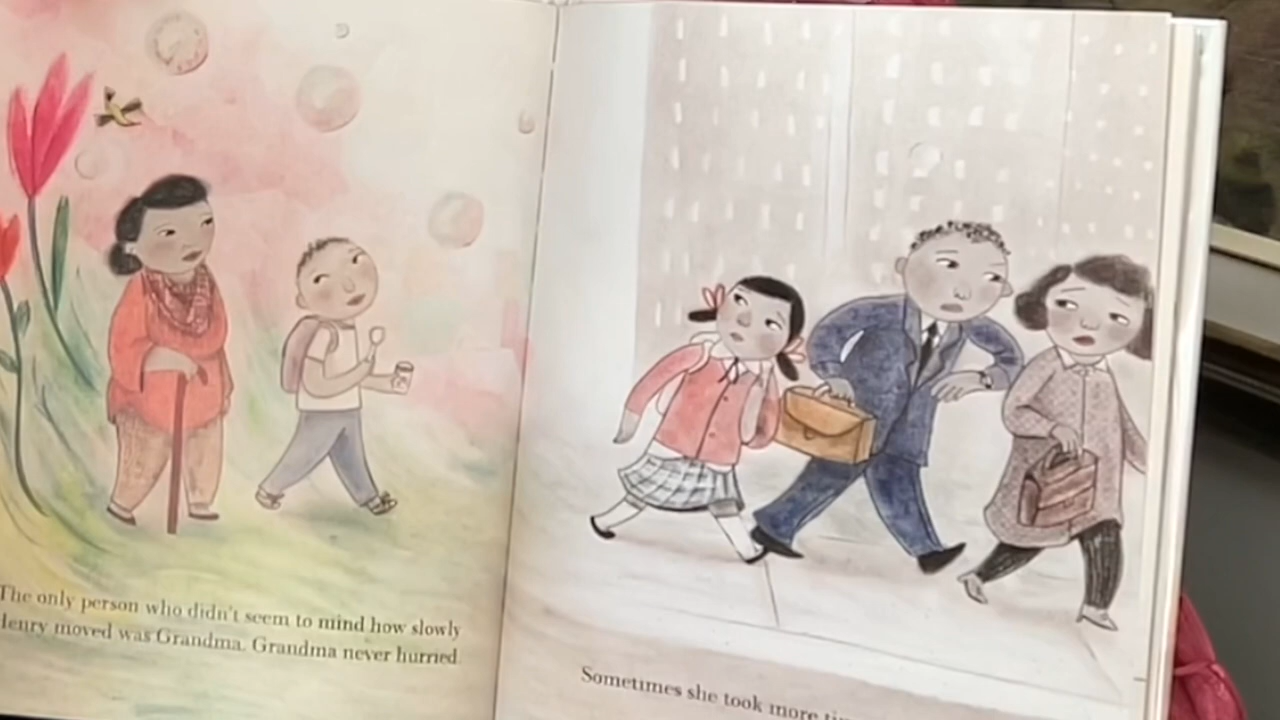 The only person who didn't seem to mind how slowly
Henry moved was Grandma. Grandma never hurried.
Sometimes she took more